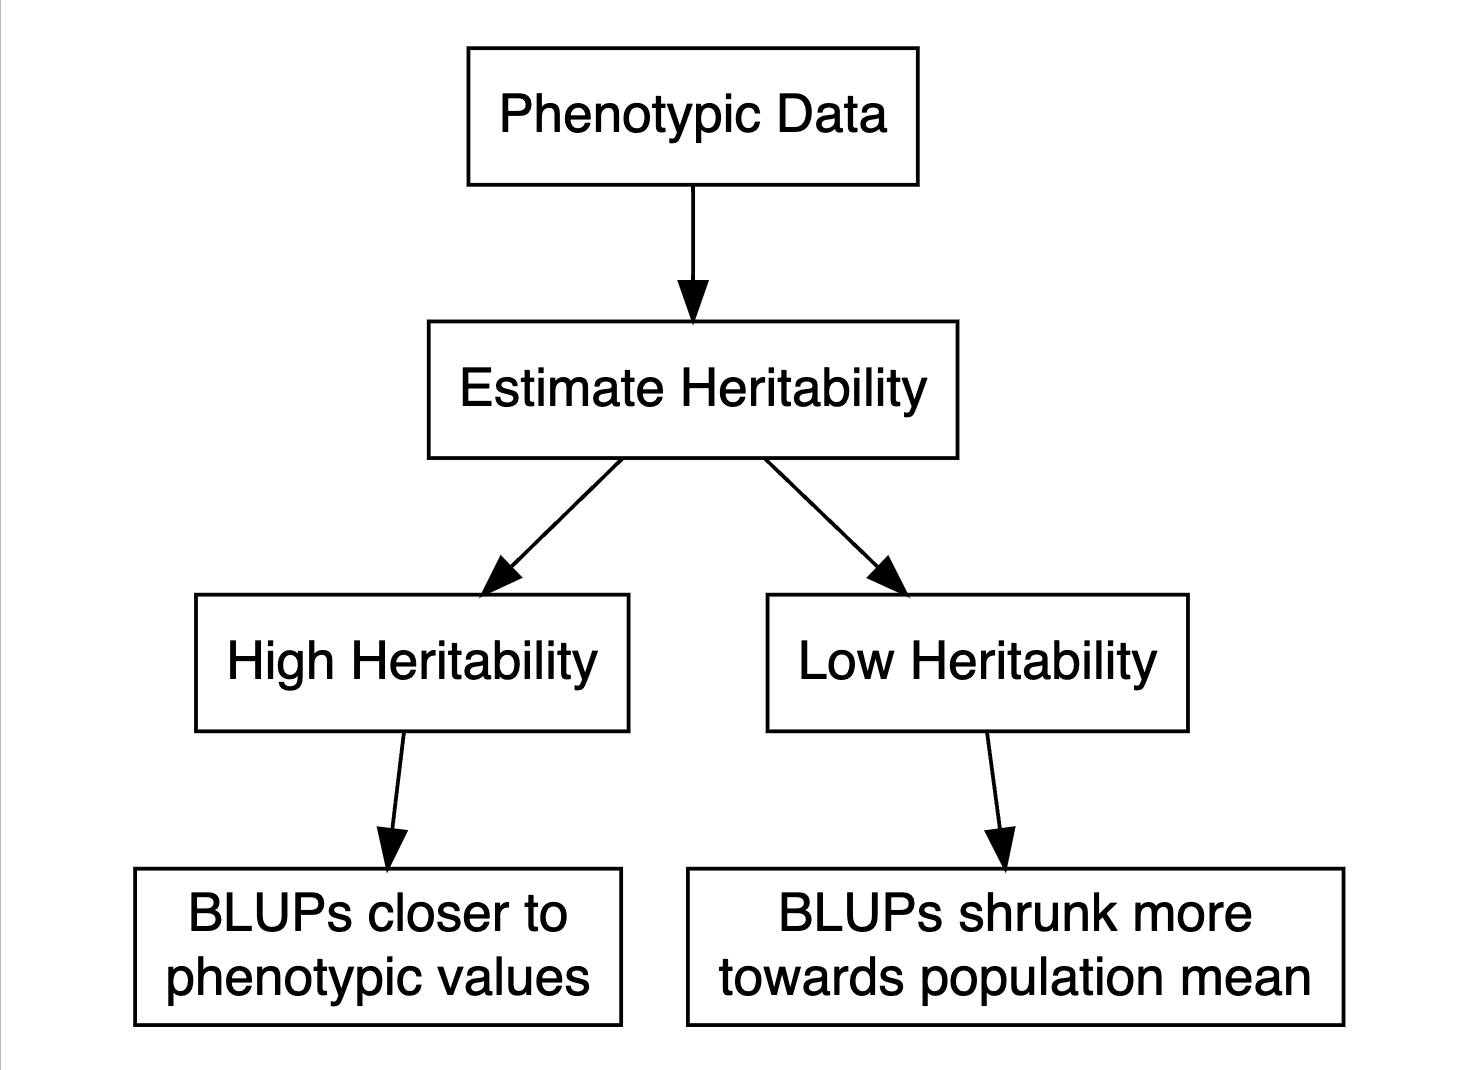 Phenotypic Data
Estimate Heritability
High Heritability
Low Heritability
BLUPs closer to
phenotypic values
BLUPs shrunk more
towards population mean